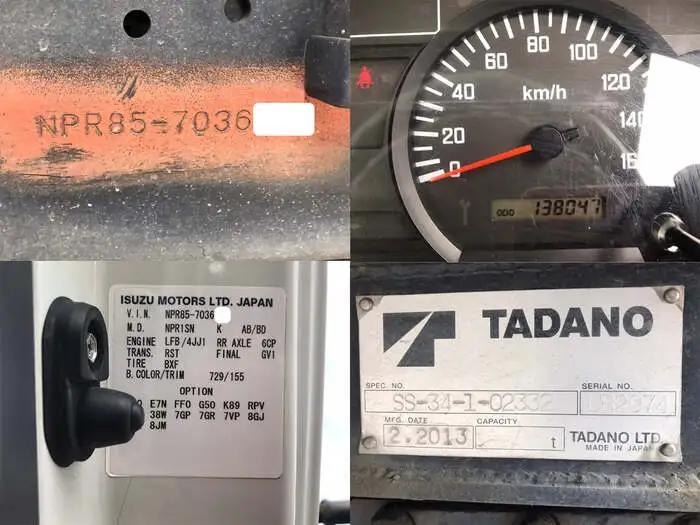 NPR85-7036
0
20
40
60
80
100
120
140
km/h
ODO 138047
ISUZU MOTORS LTD. JAPAN
V.I.N. NPR85-7036
M.D. NPR1SN K AB/BD
ENGINE LFB/4JJ1 RR AXLE 6CP
TRANS. RST FINAL GV1
TIRE BXF
B.COLOR/TRIM 729/155
OPTION
E7N FF0 G50 K89 RPV
38W 7GP 7GR 7VP 8GJ
8JM
TADANO
SPEC. NO. SERIAL NO.
SS-34-1-02332
MFG. DATE CAPACITY
2.2013 t TADANO LTD.
MADE IN JAPAN